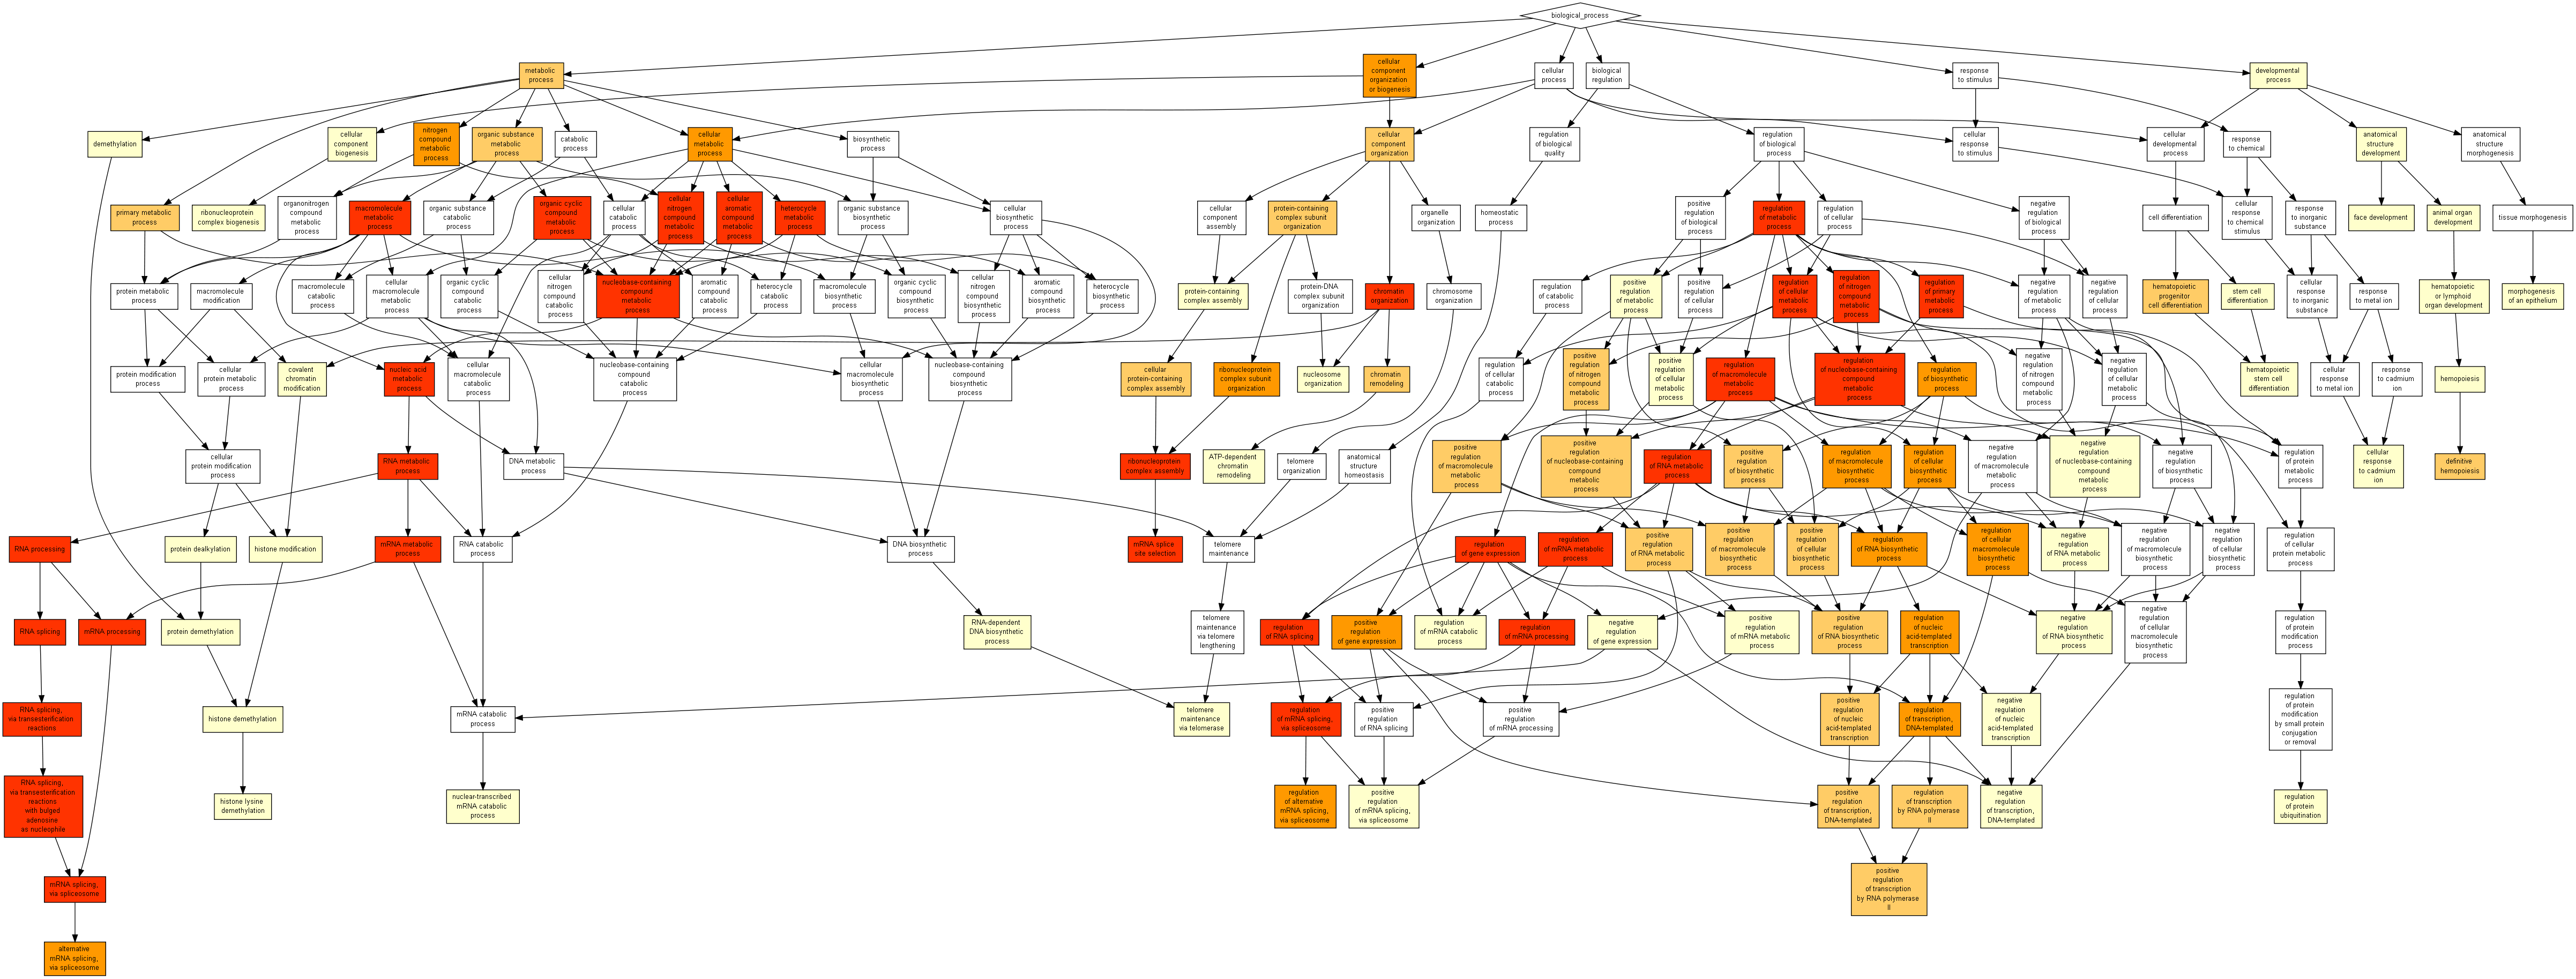 biological_process
metabolic
process
cellular
component
organization
or biogenesis
cellular
process
biological
regulation
response
to stimulus
developmental
process
demethylation
cellular
component
biogenesis
nitrogen
compound
metabolic
process
organic substance
metabolic
process
catabolic
process
cellular
metabolic
process
biosynthetic
process
cellular
component
organization
regulation
of biological
quality
regulation
of biological
process
cellular
response
to stimulus
cellular
developmental
process
response
to chemical
anatomical
structure
development
anatomical
structure
morphogenesis
primary metabolic
process
ribonucleoprotein
complex biogenesis
organonitrogen
compound
metabolic
process
macromolecule
metabolic
process
organic substance
catabolic
process
organic cyclic
compound
metabolic
process
cellular
catabolic
process
cellular
nitrogen
compound
metabolic
process
cellular
aromatic
compound
metabolic
process
heterocycle
metabolic
process
organic substance
biosynthetic
process
cellular
biosynthetic
process
cellular
component
assembly
protein-containing
complex subunit
organization
organelle
organization
homeostatic
process
positive
regulation
of biological
process
regulation
of metabolic
process
regulation
of cellular
process
negative
regulation
of biological
process
cell differentiation
cellular
response
to chemical
stimulus
response
to inorganic
substance
face development
animal organ
development
tissue morphogenesis
protein metabolic
process
macromolecule
modification
macromolecule
catabolic
process
cellular
macromolecule
metabolic
process
organic cyclic
compound
catabolic
process
cellular
nitrogen
compound
catabolic
process
nucleobase-containing
compound
metabolic
process
aromatic
compound
catabolic
process
heterocycle
catabolic
process
macromolecule
biosynthetic
process
organic cyclic
compound
biosynthetic
process
cellular
nitrogen
compound
biosynthetic
process
aromatic
compound
biosynthetic
process
heterocycle
biosynthetic
process
protein-containing
complex assembly
protein-DNA
complex subunit
organization
chromatin
organization
chromosome
organization
regulation
of catabolic
process
positive
regulation
of metabolic
process
positive
regulation
of cellular
process
regulation
of cellular
metabolic
process
regulation
of nitrogen
compound
metabolic
process
regulation
of primary
metabolic
process
negative
regulation
of metabolic
process
negative
regulation
of cellular
process
hematopoietic
progenitor
cell differentiation
stem cell
differentiation
cellular
response
to inorganic
substance
response
to metal ion
hematopoietic
or lymphoid
organ development
morphogenesis
of an epithelium
protein modification
process
cellular
protein metabolic
process
covalent
chromatin
modification
nucleic acid
metabolic
process
cellular
macromolecule
catabolic
process
nucleobase-containing
compound
catabolic
process
cellular
macromolecule
biosynthetic
process
nucleobase-containing
compound
biosynthetic
process
cellular
protein-containing
complex assembly
ribonucleoprotein
complex subunit
organization
nucleosome
organization
chromatin
remodeling
regulation
of cellular
catabolic
process
positive
regulation
of nitrogen
compound
metabolic
process
positive
regulation
of cellular
metabolic
process
regulation
of macromolecule
metabolic
process
regulation
of nucleobase-containing
compound
metabolic
process
regulation
of biosynthetic
process
negative
regulation
of nitrogen
compound
metabolic
process
negative
regulation
of cellular
metabolic
process
hematopoietic
stem cell
differentiation
cellular
response
to metal ion
response
to cadmium
ion
hemopoiesis
cellular
protein modification
process
RNA metabolic
process
DNA metabolic
process
ribonucleoprotein
complex assembly
ATP-dependent
chromatin
remodeling
telomere
organization
anatomical
structure
homeostasis
positive
regulation
of macromolecule
metabolic
process
positive
regulation
of nucleobase-containing
compound
metabolic
process
regulation
of RNA metabolic
process
positive
regulation
of biosynthetic
process
regulation
of macromolecule
biosynthetic
process
regulation
of cellular
biosynthetic
process
negative
regulation
of macromolecule
metabolic
process
negative
regulation
of nucleobase-containing
compound
metabolic
process
negative
regulation
of biosynthetic
process
regulation
of protein
metabolic
process
cellular
response
to cadmium
ion
definitive
hemopoiesis
RNA processing
protein dealkylation
histone modification
mRNA metabolic
process
RNA catabolic
process
DNA biosynthetic
process
mRNA splice
site selection
telomere
maintenance
regulation
of gene expression
regulation
of mRNA metabolic
process
positive
regulation
of RNA metabolic
process
positive
regulation
of macromolecule
biosynthetic
process
positive
regulation
of cellular
biosynthetic
process
regulation
of RNA biosynthetic
process
regulation
of cellular
macromolecule
biosynthetic
process
negative
regulation
of RNA metabolic
process
negative
regulation
of macromolecule
biosynthetic
process
negative
regulation
of cellular
biosynthetic
process
regulation
of cellular
protein metabolic
process
RNA splicing
mRNA processing
protein demethylation
RNA-dependent
DNA biosynthetic
process
telomere
maintenance
via telomere
lengthening
regulation
of RNA splicing
positive
regulation
of gene expression
regulation
of mRNA catabolic
process
regulation
of mRNA processing
negative
regulation
of gene expression
positive
regulation
of mRNA metabolic
process
positive
regulation
of RNA biosynthetic
process
regulation
of nucleic
acid-templated
transcription
negative
regulation
of RNA biosynthetic
process
negative
regulation
of cellular
macromolecule
biosynthetic
process
regulation
of protein
modification
process
RNA splicing,
via transesterification
reactions
histone demethylation
mRNA catabolic
process
telomere
maintenance
via telomerase
regulation
of mRNA splicing,
via spliceosome
positive
regulation
of RNA splicing
positive
regulation
of mRNA processing
positive
regulation
of nucleic
acid-templated
transcription
regulation
of transcription,
DNA-templated
negative
regulation
of nucleic
acid-templated
transcription
regulation
of protein
modification
by small protein
conjugation
or removal
RNA splicing,
via transesterification
reactions
with bulged
adenosine
as nucleophile
histone lysine
demethylation
nuclear-transcribed
mRNA catabolic
process
regulation
of alternative
mRNA splicing,
via spliceosome
positive
regulation
of mRNA splicing,
via spliceosome
positive
regulation
of transcription,
DNA-templated
regulation
of transcription
by RNA polymerase
II
negative
regulation
of transcription,
DNA-templated
regulation
of protein
ubiquitination
mRNA splicing,
via spliceosome
positive
regulation
of transcription
by RNA polymerase
II
alternative
mRNA splicing,
via spliceosome